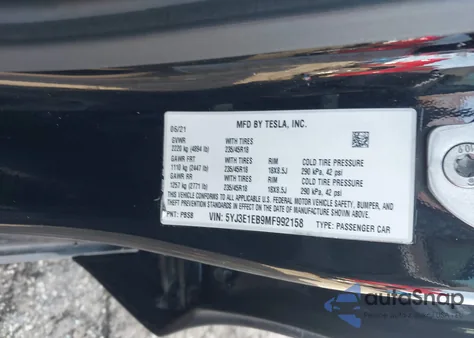 MFD BY TESLA, INC.
06/21
GVWR WITH TIRES
2220 kg (4894 lb) 235/45R18
GAWR FRT WITH TIRES RIM COLD TIRE PRESSURE
1110 kg (2447 lb) 235/45R18 18X8.5J 290 kPa, 42 psi
GAWR RR WITH TIRES RIM COLD TIRE PRESSURE
1257 kg (2771 lb) 235/45R18 18X8.5J 290 kPa, 42 psi
THIS VEHICLE CONFORMS TO ALL APPLICABLE U.S. FEDERAL MOTOR VEHICLE SAFETY, BUMPER, AND
THEFT PREVENTION STANDARDS IN EFFECT ON THE DATE OF MANUFACTURE SHOWN ABOVE.
PNT: PBSB VIN: 5YJ3E1EB9MF992158 TYPE: PASSENGER CAR
autoSnap